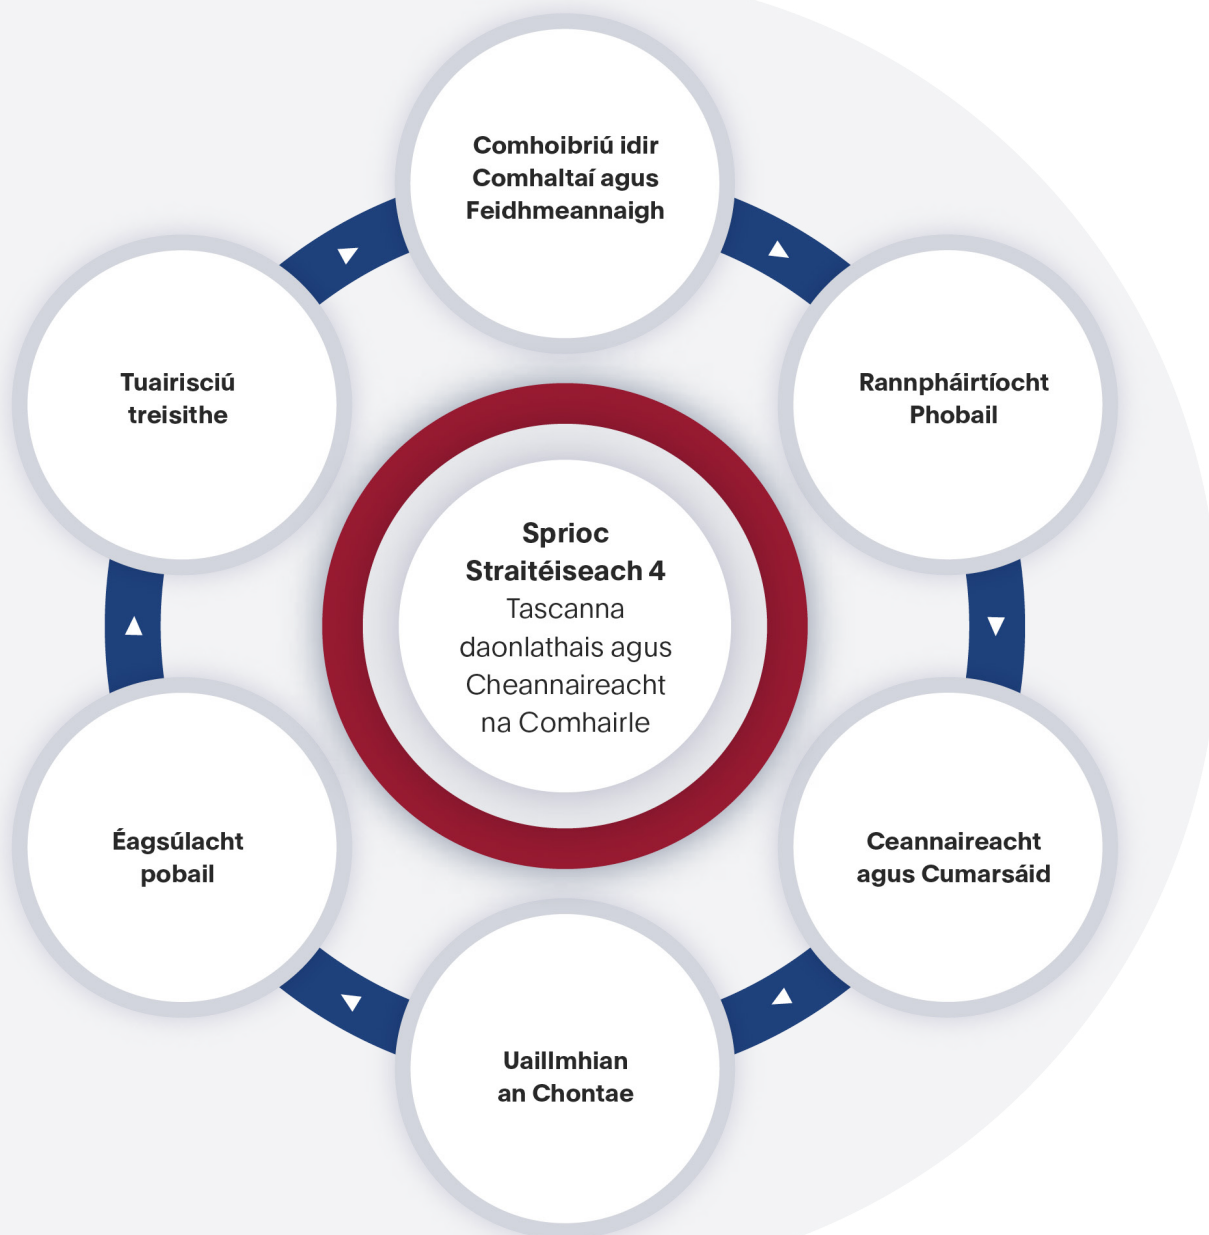 Comhoibriú idir
Comhaltaí agus
Feidhmeannaigh
Rannpháirtíocht
Phobail
Ceannaireacht
agus Cumarsáid
Uaillmhian
an Chontae
Éagsúlacht
pobail
Tuairisciú
treisithe
Sprioc
Straitéiseach 4
Tascanna
daonlathais agus
Cheannaireacht
na Comhairle